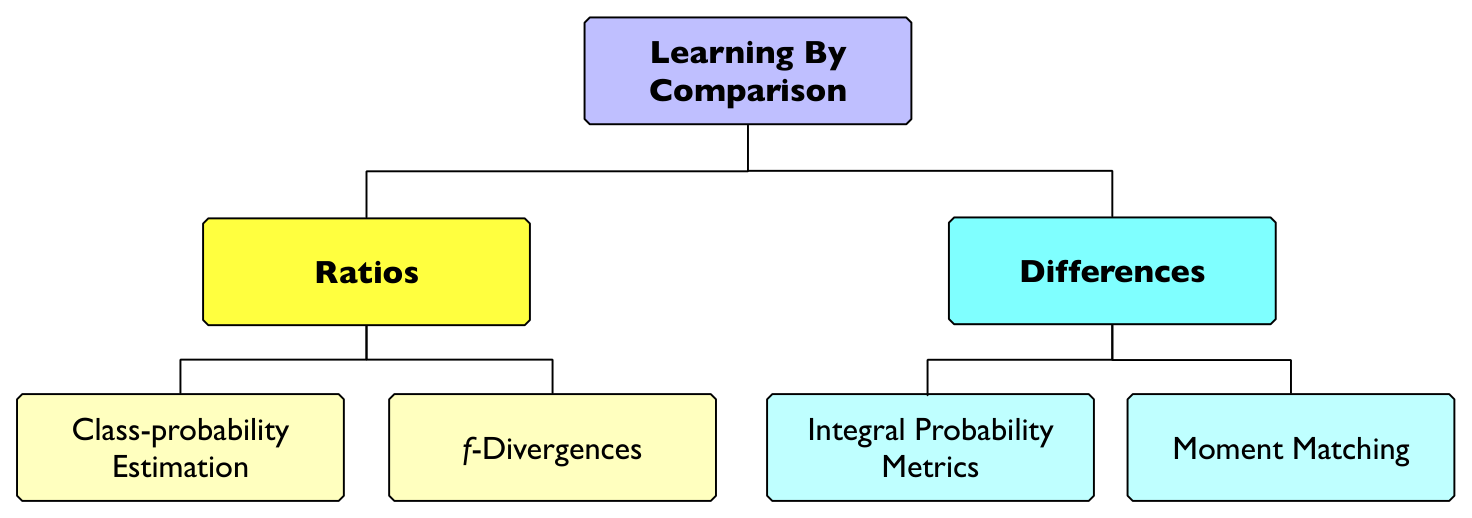 Learning By
Comparison
Ratios
Differences
Class-probability
Estimation
f-Divergences
Integral Probability
Metrics
Moment Matching